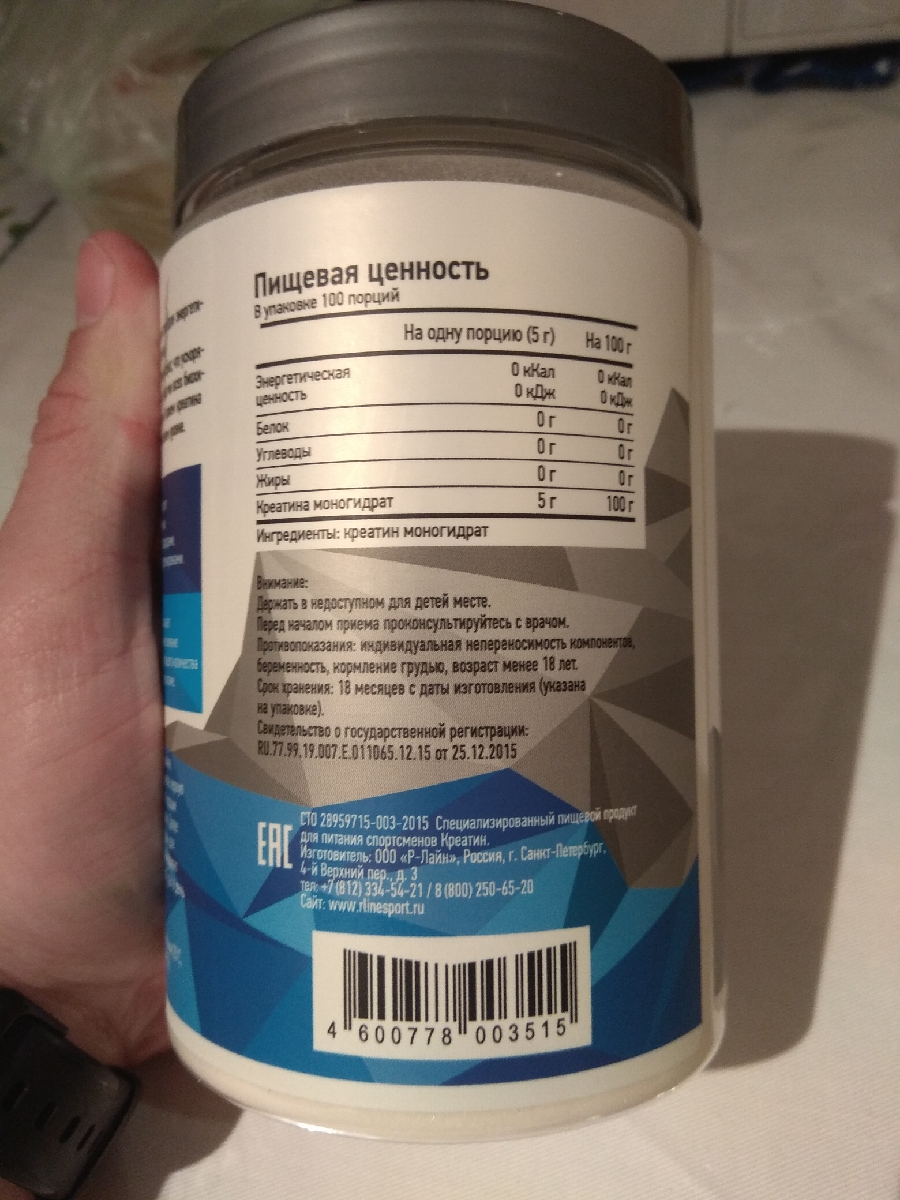 Пищевая ценность
В упаковке 100 порций
На одну порцию (5 г) На 100 г
Энергетическая ценность 0 кКал 0 кКал
0 кДж 0 кДж
Белок 0 г 0 г
Углеводы 0 г 0 г
Жиры 0 г 0 г
Креатина моногидрат 5 г 100 г
Ингредиенты: креатин моногидрат
Внимание:
Держать в недоступном для детей месте.
Перед началом приема проконсультируйтесь с врачом.
Противопоказания: индивидуальная непереносимость компонентов,
беременность, кормление грудью, возраст менее 18 лет.
Срок хранения: 18 месяцев с даты изготовления (указана
на упаковке).
Свидетельство о государственной регистрации:
RU.77.99.19.007.Е.011065.12.15 от 25.12.2015
ЕАС
СТО 28959715-003-2015 Специализированный пищевой продукт
для питания спортсменов Креатин.
Изготовитель: ООО «Р-Лайн», Россия, г. Санкт-Петербург,
4-й Верхний пер., д. 3
тел: +7 (812) 334-54-21 / 8 (800) 250-65-20
Сайт: www.rlinesport.ru
4 600778 003515